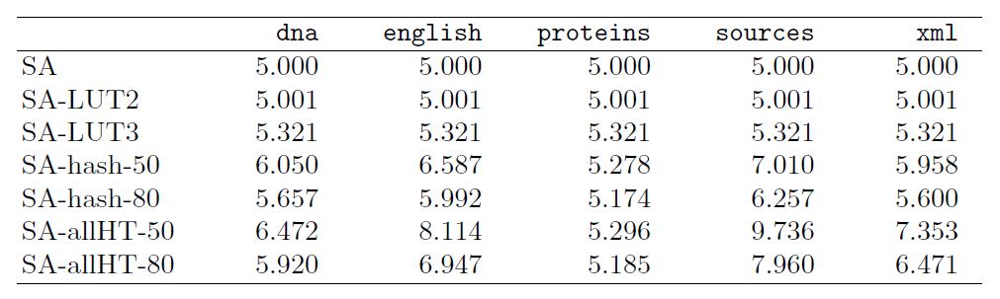 dna english proteins sources xml
SA 5.000 5.000 5.000 5.000 5.000
SA-LUT2 5.001 5.001 5.001 5.001 5.001
SA-LUT3 5.321 5.321 5.321 5.321 5.321
SA-hash-50 6.050 6.587 5.278 7.010 5.958
SA-hash-80 5.657 5.992 5.174 6.257 5.600
SA-allHT-50 6.472 8.114 5.296 9.736 7.353
SA-allHT-80 5.920 6.947 5.185 7.960 6.471